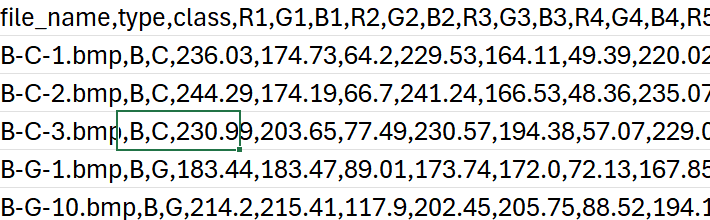 file_name,type,class,R1,G1,B1,R2,G2,B2,R3,G3,B3,R4,G4,B4,R5
B-C-1.bmp,B,C,236.03,174.73,64.2,229.53,164.11,49.39,220.02
B-C-2.bmp,B,C,244.29,174.19,66.7,241.24,166.53,48.36,235.07
B-C-3.bmp,B,C,230.99,203.65,77.49,230.57,194.38,57.07,229.0
B-G-1.bmp,B,G,183.44,183.47,89.01,173.74,172.0,72.13,167.85
B-G-10.bmp,B,G,214.2,215.41,117.9,202.45,205.75,88.52,194.1